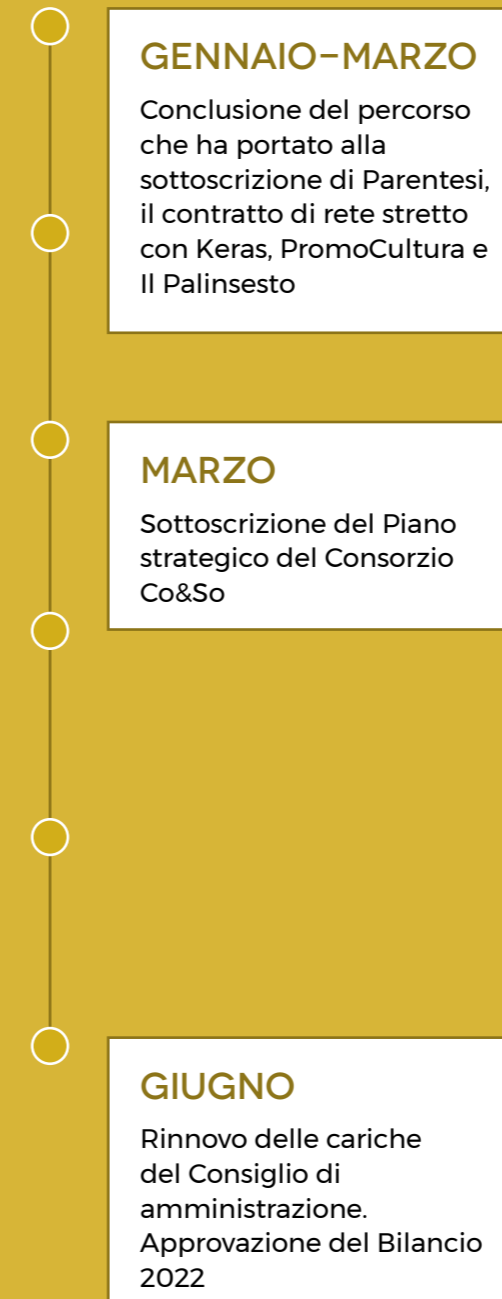 GENNAIO–MARZO
Conclusione del percorso
che ha portato alla
sottoscrizione di Parentesi,
il contratto di rete stretto
con Keras, PromoCultura e
Il Palinsesto
MARZO
Sottoscrizione del Piano
strategico del Consorzio
Co&So
GIUGNO
Rinnovo delle cariche
del Consiglio di
amministrazione.
Approvazione del Bilancio
2022